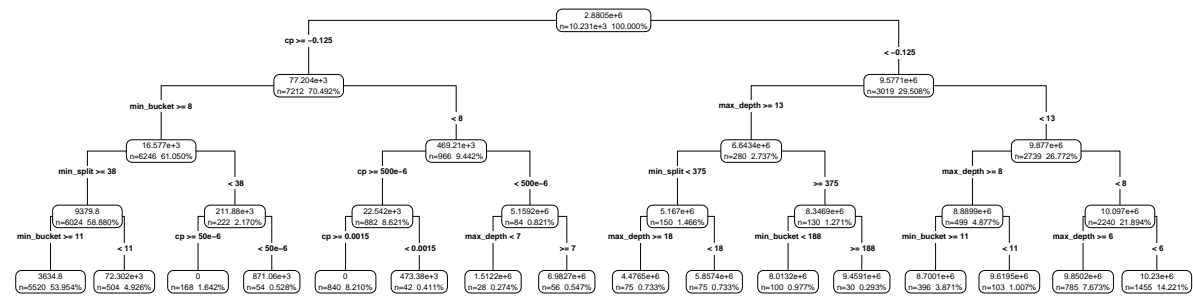 2.8805e+6
n=10.231e+3 100.000%
cp >= −0.125
< −0.125
77.204e+3
n=7212 70.492%
9.5771e+6
n=3019 29.508%
min_bucket >= 8
< 8
max_depth >= 13
< 13
16.577e+3
n=6246 61.050%
469.21e+3
n=966 9.442%
6.6434e+6
n=280 2.737%
9.877e+6
n=2739 26.772%
min_split >= 38
< 38
cp >= 500e−6
< 500e−6
min_split < 375
>= 375
max_depth >= 8
< 8
9379.8
n=6024 58.880%
211.88e+3
n=222 2.170%
22.542e+3
n=882 8.621%
5.1592e+6
n=84 0.821%
5.167e+6
n=150 1.466%
8.3469e+6
n=130 1.271%
8.8899e+6
n=499 4.877%
10.097e+6
n=2240 21.894%
min_bucket >= 11
< 11
cp >= 50e−6
< 50e−6
cp >= 0.0015
< 0.0015
max_depth < 7
>= 7
max_depth >= 18
< 18
min_bucket < 188
>= 188
min_bucket >= 11
< 11
max_depth >= 6
< 6
3634.8
n=5520 53.954%
72.302e+3
n=504 4.926%
0
n=168 1.642%
871.06e+3
n=54 0.528%
0
n=840 8.210%
473.38e+3
n=42 0.411%
1.5122e+6
n=28 0.274%
6.9827e+6
n=56 0.547%
4.4765e+6
n=75 0.733%
5.8574e+6
n=75 0.733%
8.0132e+6
n=100 0.977%
9.4591e+6
n=30 0.293%
8.7001e+6
n=396 3.871%
9.6195e+6
n=103 1.007%
9.8502e+6
n=785 7.673%
10.23e+6
n=1455 14.221%